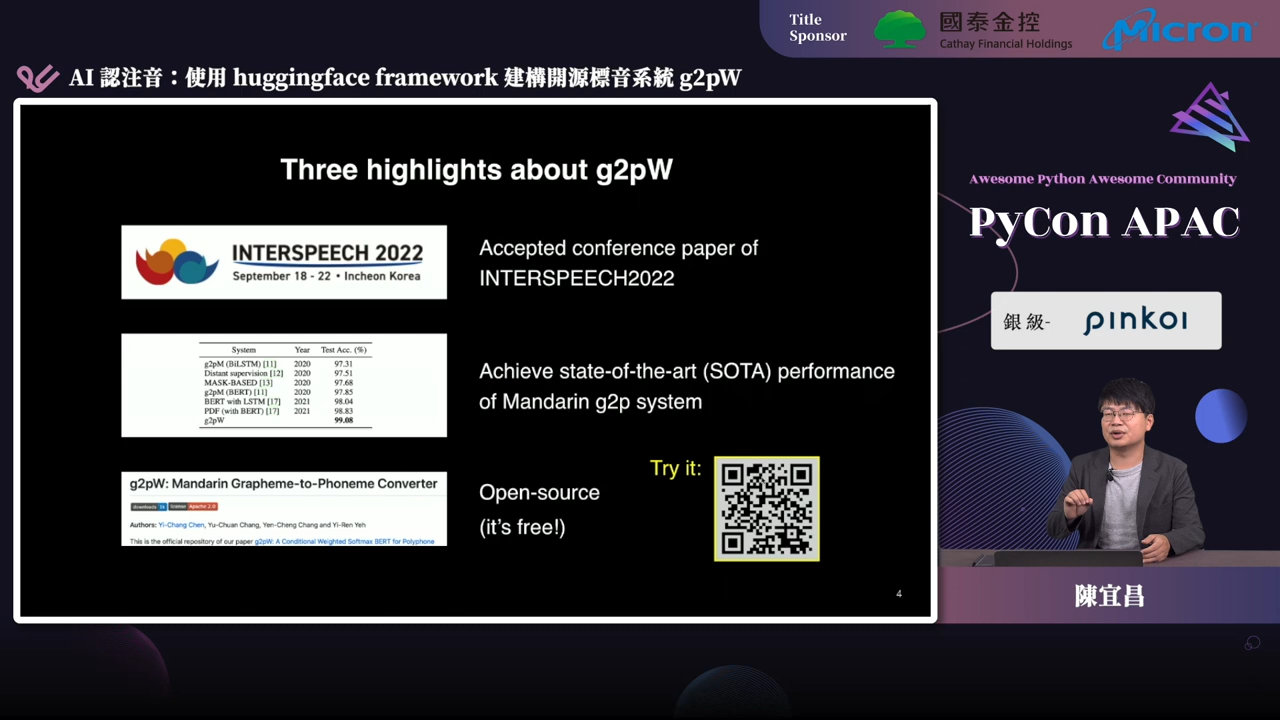 Title
Sponsor
國泰金控
Cathay Financial Holdings
Micron
AI 認注音：使用 huggingface framework 建構開源標音系統 g2pW
Three highlights about g2pW
INTERSPEECH 2022
September 18 - 22 • Incheon Korea
Accepted conference paper of
INTERSPEECH2022
System Year Test Acc. (%)
g2pM (BiLSTM) [11] 2020 97.31
Distant supervision [12] 2020 97.51
MASK-BASED [13] 2020 97.68
g2pM (BERT) [11] 2020 97.85
BERT with LSTM [17] 2021 98.04
PDF (with BERT) [17] 2021 98.83
g2pW 99.08
Achieve state-of-the-art (SOTA) performance
of Mandarin g2p system
g2pW: Mandarin Grapheme-to-Phoneme Converter
downloads license Apache 2.0
Authors: Yi-Chang Chen, Yu-Chuan Chang, Yen-Cheng Chang and Yi-Ren Yeh
This is the official repository of our paper g2pW: A Conditional Weighted Softmax BERT for Polyphone
Open-source
(it's free!)
Try it:
4
Awesome Python Awesome Community
PyCon APAC
銀級-
pinkoi
陳宜昌